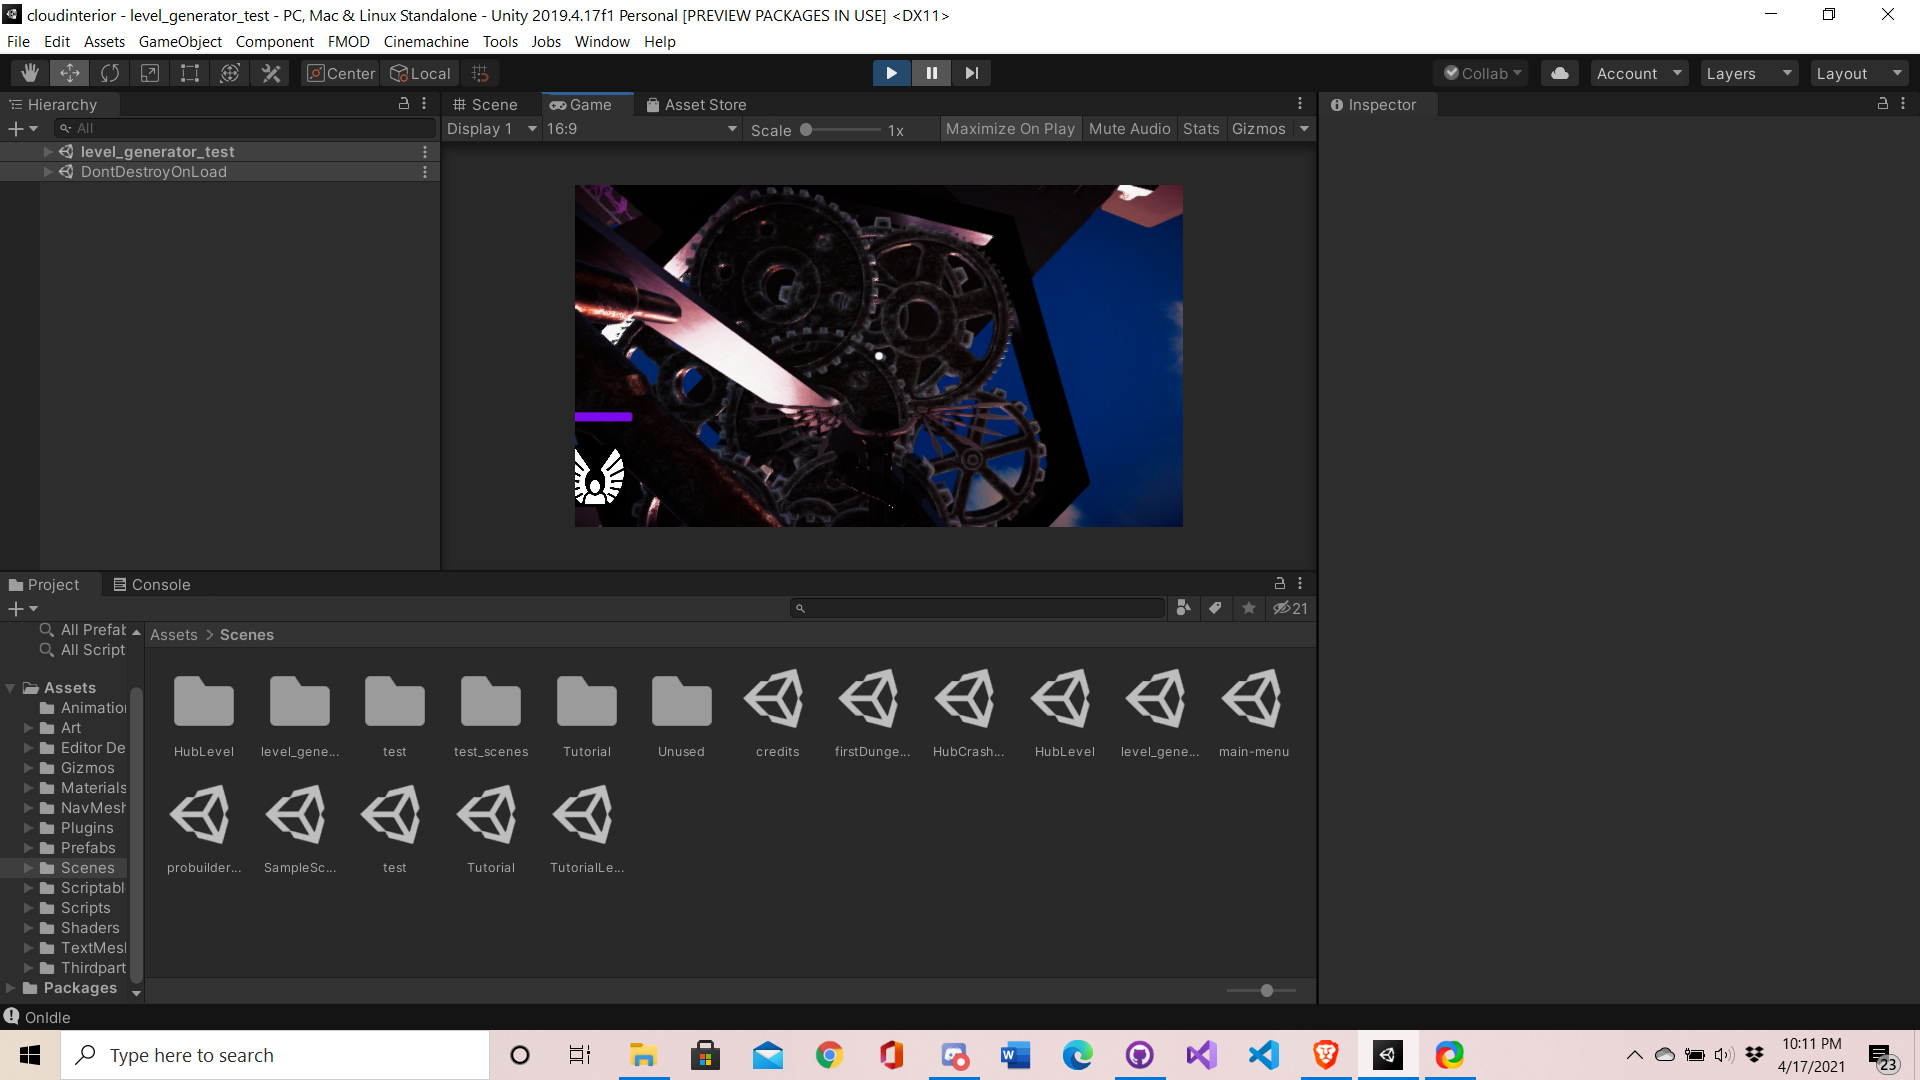 cloudinterior - level_generator_test - PC, Mac & Linux Standalone - Unity 2019.4.17f1 Personal [PREVIEW PACKAGES IN USE] <DX11>
File Edit Assets GameObject Component FMOD Cinemachine Tools Jobs Window Help
Center Local Collab Account Layers Layout
Hierarchy Scene Game Asset Store Inspector
All Display 1 16:9 Scale 1x Maximize On Play Mute Audio Stats Gizmos
level_generator_test
DontDestroyOnLoad
Project Console
21
All Prefab
All Script
Assets > Scenes
Assets
Animation
Art
Editor De
Gizmos
Materials
NavMesh
Plugins
Prefabs
Scenes
Scriptabl
Scripts
Shaders
TextMesh
Thirdpart
Packages
HubLevel level_gene... test test_scenes Tutorial Unused credits firstDunge... HubCrash... HubLevel level_gene... main-menu
probuilder... SampleSc... test Tutorial TutorialLe...
OnIdle
Type here to search
10:11 PM
4/17/2021
23